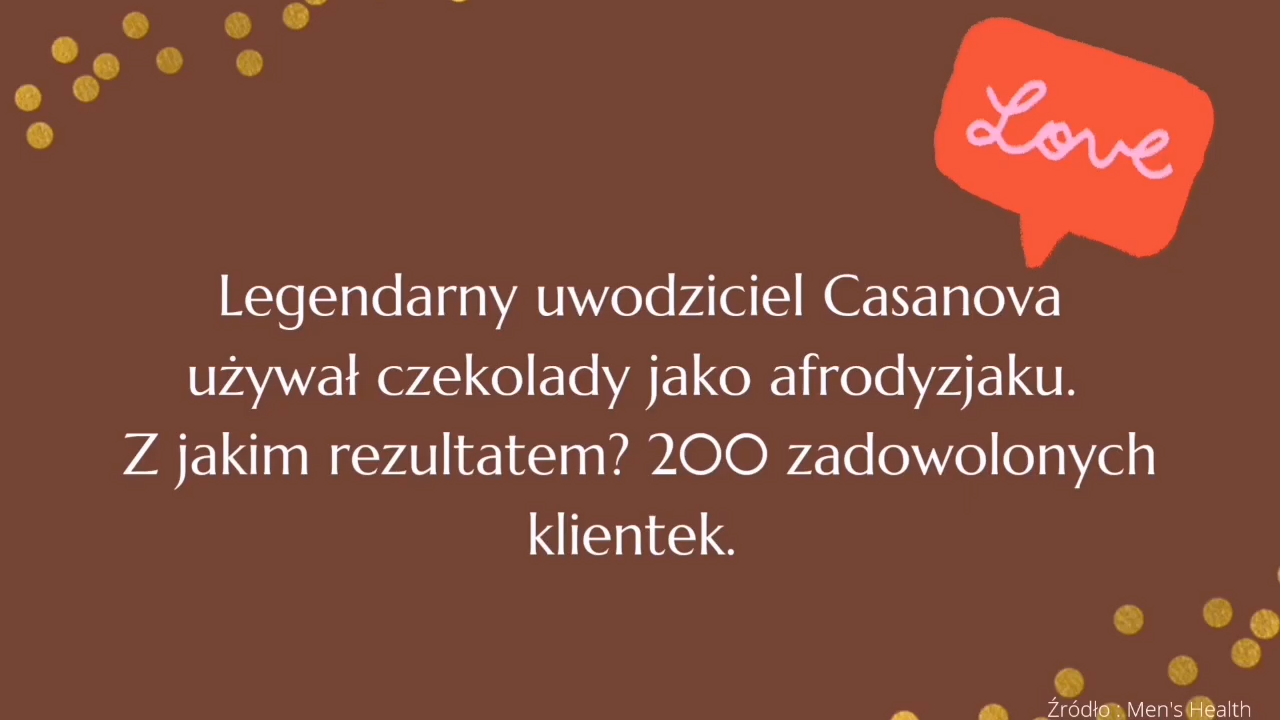 Love
Legendarny uwodziciel Casanova
używał czekolady jako afrodyzjaku.
Z jakim rezultatem? 200 zadowolonych
klientek.
Źródło : Men's Health